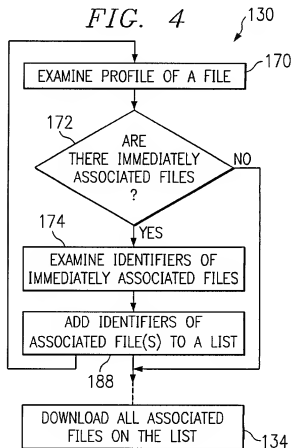 FIG. 4
130
EXAMINE PROFILE OF A FILE
170
172
ARE
THERE IMMEDIATELY
ASSOCIATED FILES
?
NO
YES
174
EXAMINE IDENTIFIERS OF
IMMEDIATELY ASSOCIATED FILES
ADD IDENTIFIERS OF
ASSOCIATED FILE(S) TO A LIST
188
DOWNLOAD ALL ASSOCIATED
FILES ON THE LIST
134